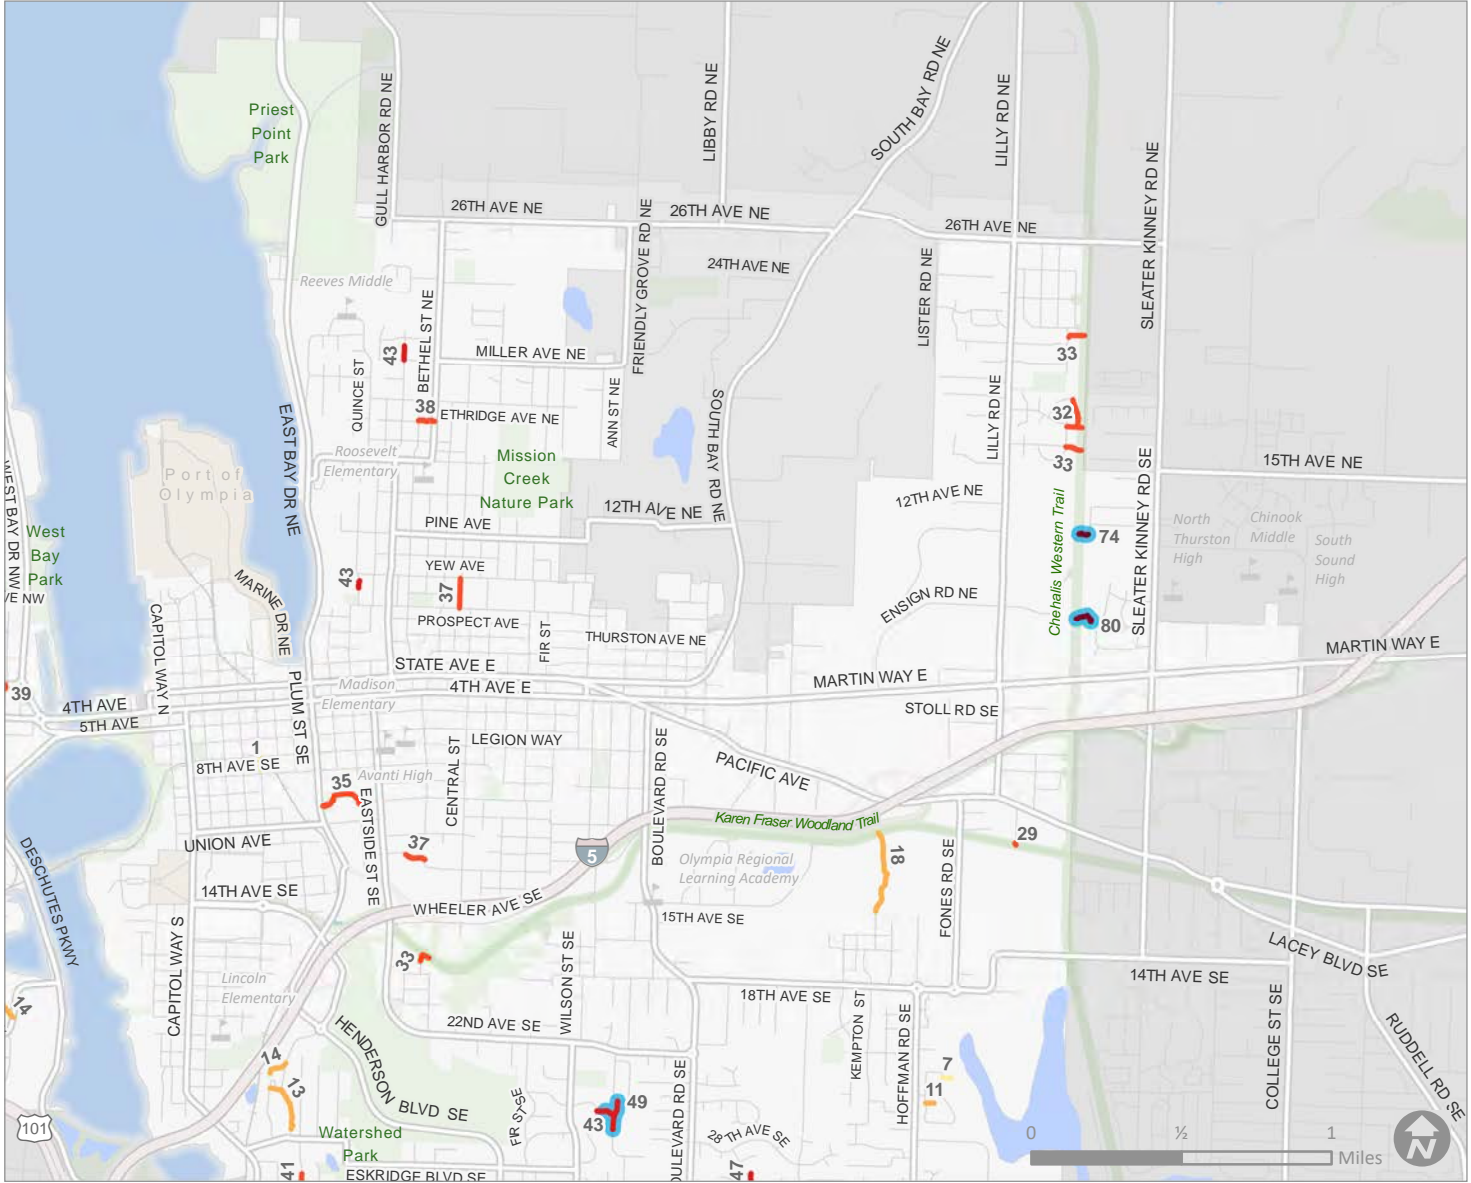 Priest
Point
Park
GULL HARBOR RD NE
LIBBY RD NE
SOUTH BAY RD NE
LILLY RD NE
SLEATER KINNEY RD NE
26TH AVE NE
26TH AVE NE
26TH AVE NE
24TH AVE NE
FRIENDLY GROVE RD NE
LISTER RD NE
Reeves Middle
BETHEL ST NE
43
MILLER AVE NE
QUINCE ST
33
38
ETHRIDGE AVE NE
ANN ST NE
SOUTH BAY RD NE
LILLY RD NE
32
33
EAST BAY DR NE
Roosevelt
Elementary
Mission
Creek
Nature Park
Port of
Olympia
WEST BAY DR NW
West
Bay
Park
VE NW
15TH AVE NE
SLEATER KINNEY RD SE
12TH AVE NE
12TH AVE NE
PINE AVE
Chehalis Western Trail
74
North
Thurston
High
Chinook
Middle
South
Sound
High
YEW AVE
43
37
MARINE DR NE
CAPITOL WAY N
PROSPECT AVE
FIR ST
THURSTON AVE NE
ENSIGN RD NE
80
MARTIN WAY E
STATE AVE E
MARTIN WAY E
4TH AVE E
Madison
Elementary
39
4TH AVE
5TH AVE
PLUM ST SE
STOLL RD SE
1
8TH AVE SE
LEGION WAY
CENTRAL ST
BOULEVARD RD SE
PACIFIC AVE
35
Avanti High
EASTSIDE ST SE
Karen Fraser Woodland Trail
29
UNION AVE
37
5
Olympia Regional
Learning Academy
18
FONES RD SE
DESCHUTES PKWY
14TH AVE SE
WHEELER AVE SE
15TH AVE SE
CAPITOL WAY S
33
WILSON ST SE
LACEY BLVD SE
14TH AVE SE
Lincoln
Elementary
14
18TH AVE SE
KEMPTON ST
HOFFMAN RD SE
COLLEGE ST SE
RUDDELL RD SE
22ND AVE SE
HENDERSON BLVD SE
14
13
7
11
FIR ST SE
49
43
BOULEVARD RD SE
28TH AVE SE
101
Watershed
Park
41
ESKRIDGE BLVD SE
47
0
½
1
Miles
N